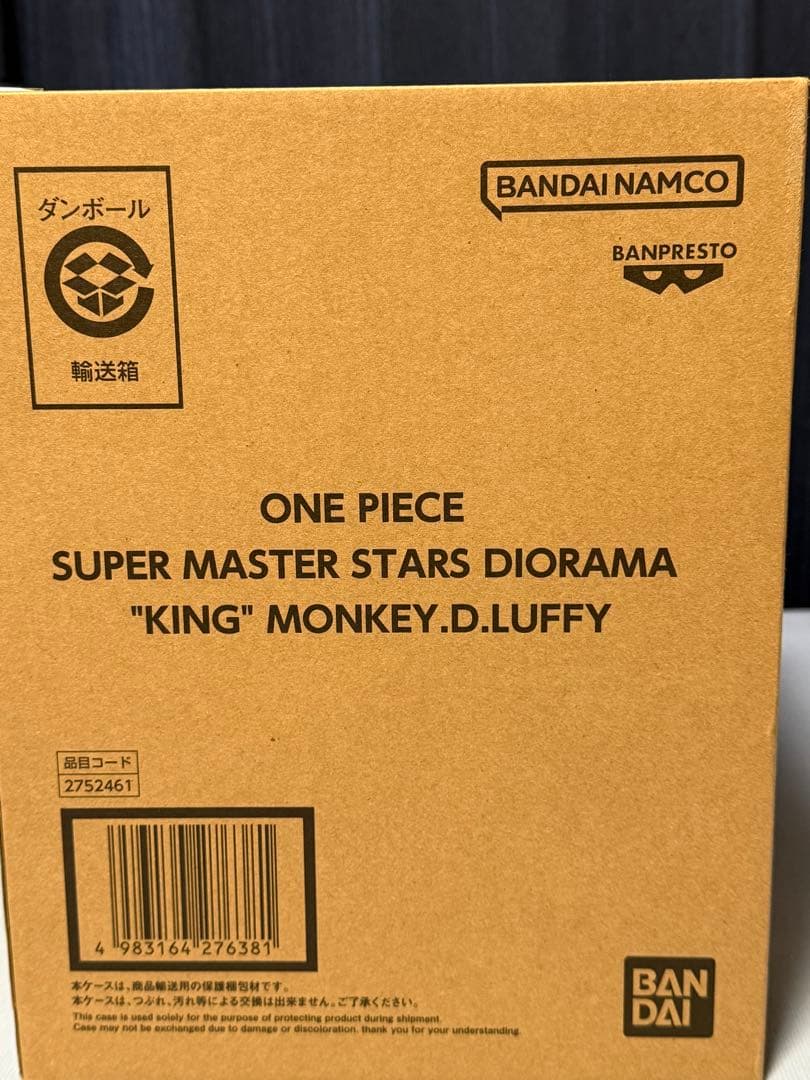 ダンボール
輸送箱
BANDAI NAMCO
BANPRESTO
ONE PIECE
SUPER MASTER STARS DIORAMA
"KING" MONKEY.D.LUFFY
品目コード
2752461
4 983164 276381
本ケースは、商品輸送用の保護梱包材です。
本ケースは、つぶれ、汚れ等による交換は出来ません。ご了承ください。
This case is used solely for the purpose of protecting product during shipment.
Case may not be exchanged due to damage or discoloration. thank you for your understanding.
BAN
DAI